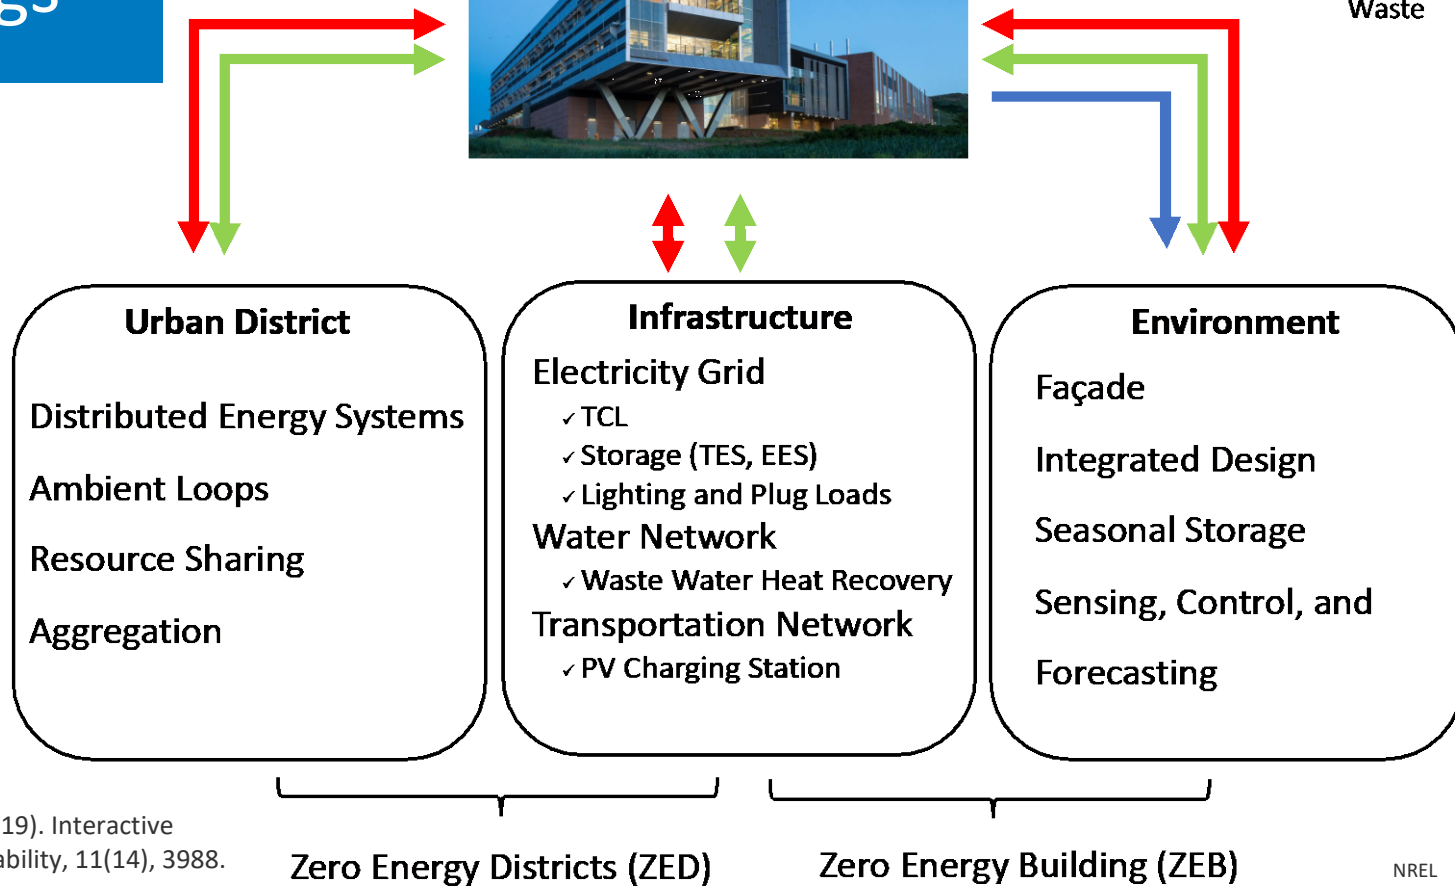 Waste
Urban District
Distributed Energy Systems
Ambient Loops
Resource Sharing
Aggregation
Infrastructure
Electricity Grid
✓ TCL
✓ Storage (TES, EES)
✓ Lighting and Plug Loads
Water Network
✓ Waste Water Heat Recovery
Transportation Network
✓ PV Charging Station
Environment
Façade
Integrated Design
Seasonal Storage
Sensing, Control, and
Forecasting
19). Interactive
ability, 11(14), 3988.
Zero Energy Districts (ZED)
Zero Energy Building (ZEB)
NREL